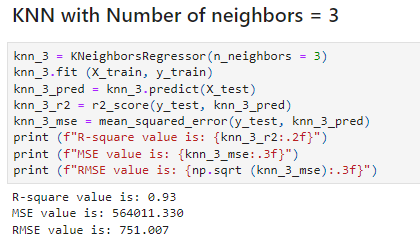 KNN with Number of neighbors = 3
knn_3 = KNeighborsRegressor(n_neighbors = 3)
knn_3.fit (X_train, y_train)
knn_3_pred = knn_3.predict(X_test)
knn_3_r2 = r2_score(y_test, knn_3_pred)
knn_3_mse = mean_squared_error(y_test, knn_3_pred)
print (f"R-square value is: {knn_3_r2:.2f}")
print (f"MSE value is: {knn_3_mse:.3f}")
print (f"RMSE value is: {np.sqrt (knn_3_mse):.3f}")
R-square value is: 0.93
MSE value is: 564011.330
RMSE value is: 751.007